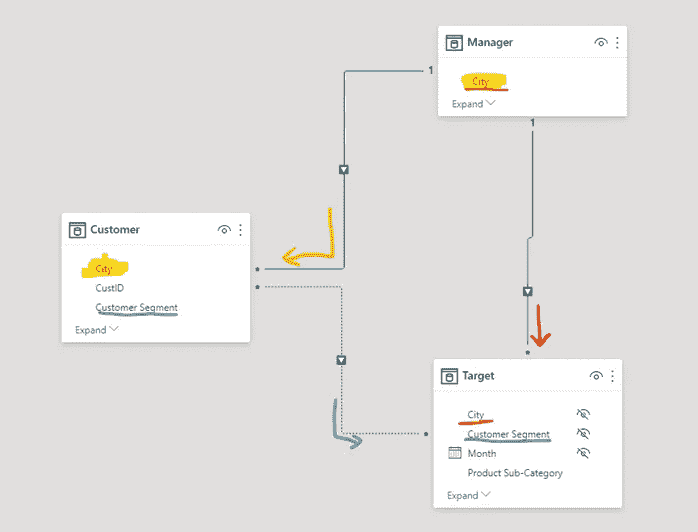 Manager
1
City
Expand
1
Customer
City
*
CustID
*
Customer Segment
Expand
*
Target
City
*
Customer Segment
Month
Product Sub-Category
Expand